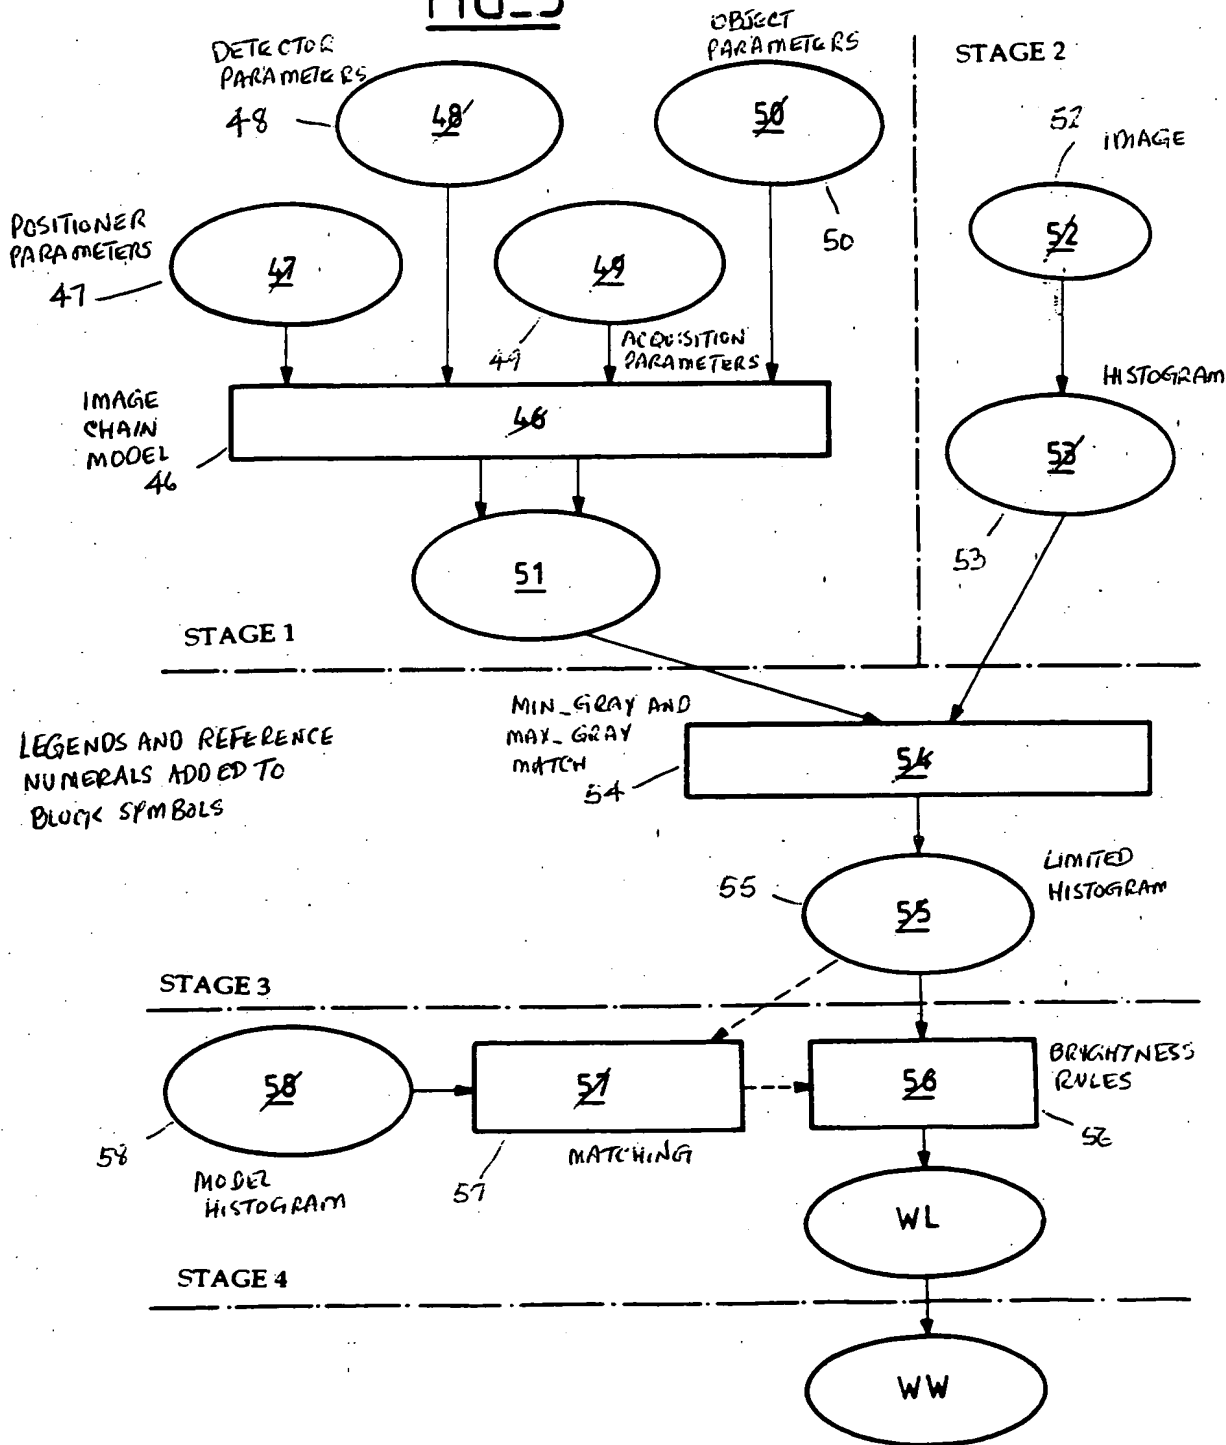 DETECTOR
PARAMETERS
48
48
OBJECT
PARAMETERS
50
50
STAGE 2
52
IMAGE
52
POSITIONER
PARAMETERS
47
47
49
49
ACQUISITION
PARAMETERS
HISTOGRAM
53
53
IMAGE
CHAIN
MODEL
46
46
51
STAGE 1
MIN_GRAY AND
MAX_GRAY
MATCH
54
54
LEGENDS AND REFERENCE
NUMERALS ADDED TO
BLOCK SYMBOLS
55
55
LIMITED
HISTOGRAM
STAGE 3
58
58
MODEL
HISTOGRAM
57
57
MATCHING
56
BRIGHTNESS
RULES
56
WL
STAGE 4
WW